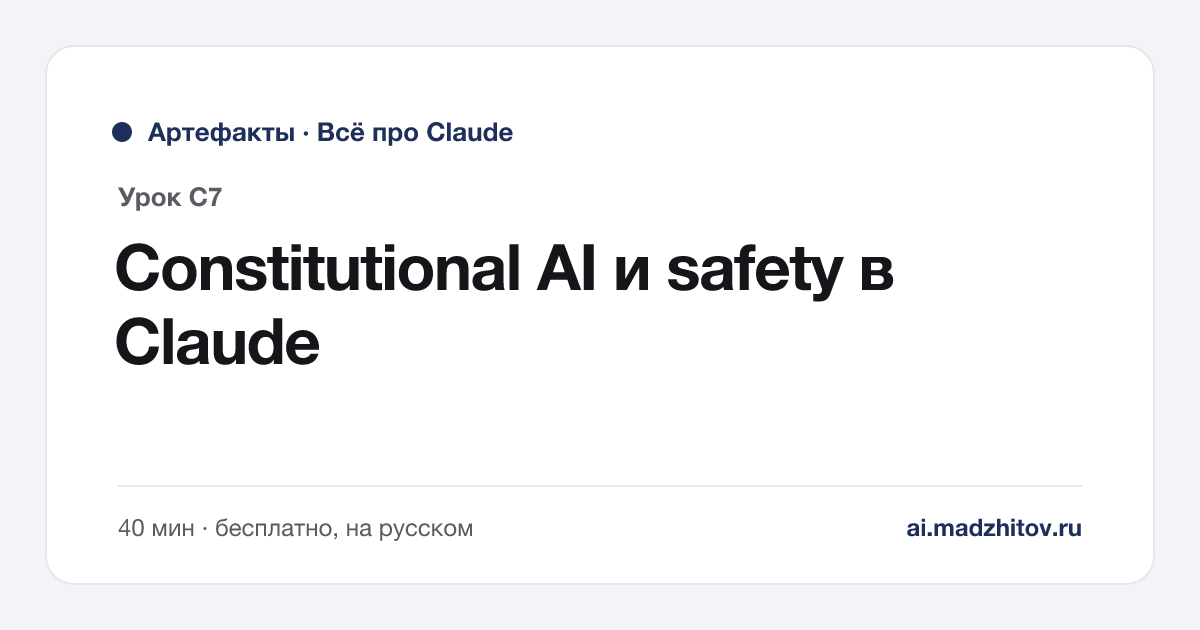 Артефакты · Всё про Claude
Урок C7
Constitutional AI и safety в
Claude
40 мин · бесплатно, на русском
ai.madzhitov.ru